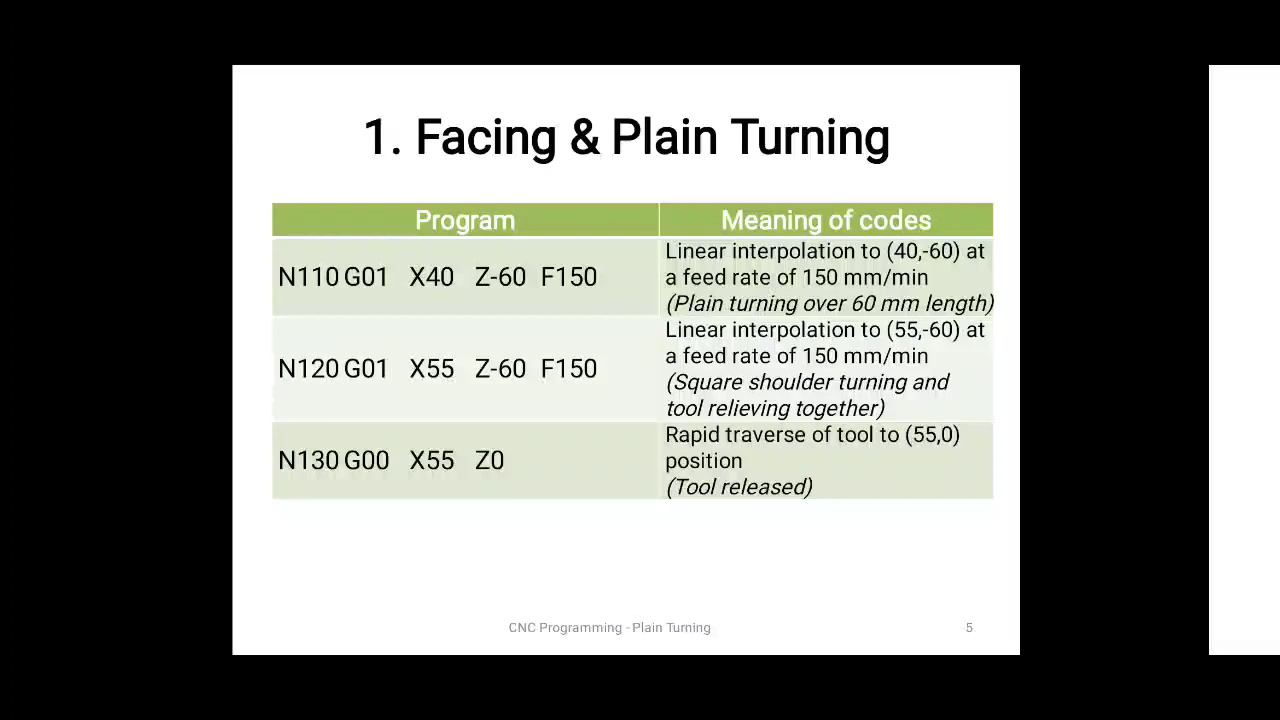 1. Facing & Plain Turning
Program
Meaning of codes
N110 G01 X40 Z-60 F150
Linear interpolation to (40,-60) at
a feed rate of 150 mm/min
(Plain turning over 60 mm length)
N120 G01 X55 Z-60 F150
Linear interpolation to (55,-60) at
a feed rate of 150 mm/min
(Square shoulder turning and
tool relieving together)
N130 G00 X55 Z0
Rapid traverse of tool to (55,0)
position
(Tool released)
CNC Programming - Plain Turning
5